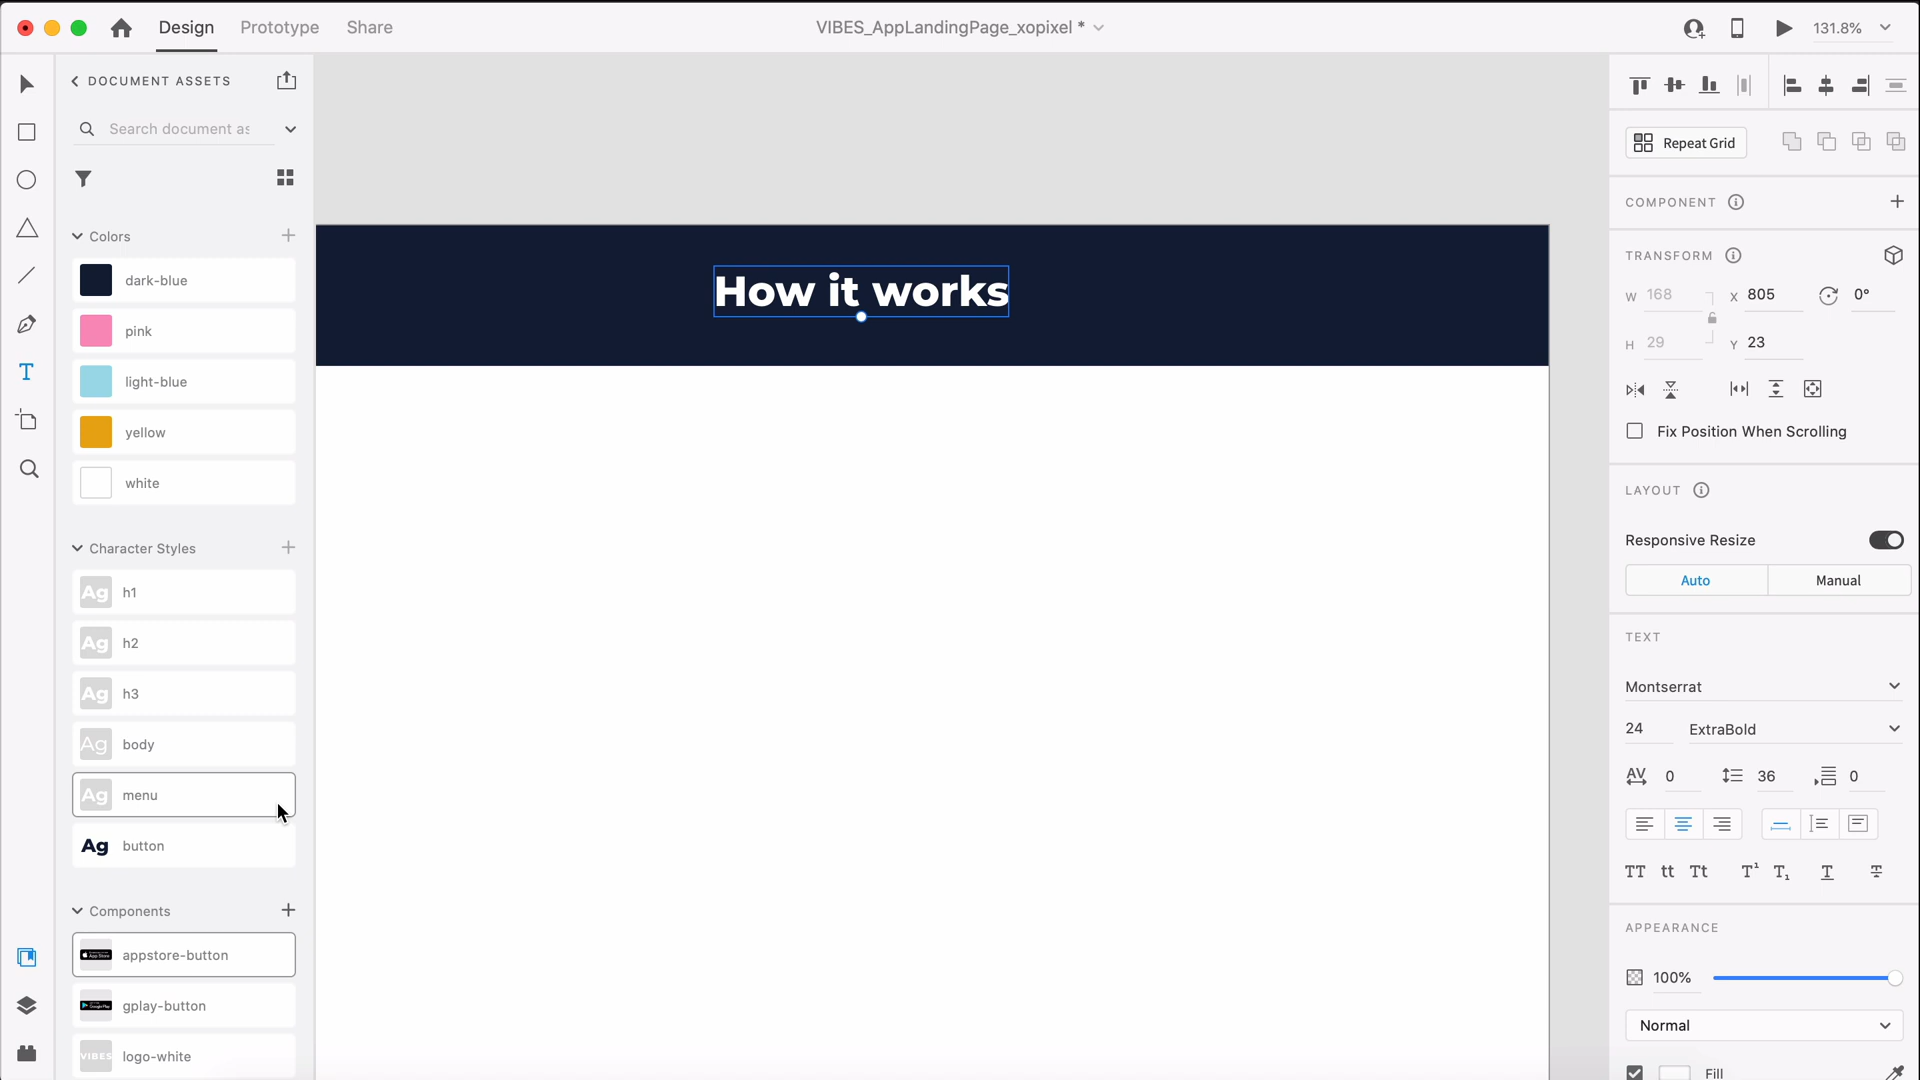 Design Prototype Share
VIBES_AppLandingPage_xopixel *
131.8%
DOCUMENT ASSETS
Search document as
Colors
dark-blue
pink
light-blue
yellow
white
Character Styles
Ag h1
Ag h2
Ag h3
Ag body
Ag menu
Ag button
Components
appstore-button
gplay-button
VIBES logo-white
How it works
Repeat Grid
COMPONENT
TRANSFORM
W 168 X 805 0°
H 29 Y 23
Fix Position When Scrolling
LAYOUT
Responsive Resize
Auto Manual
TEXT
Montserrat
24 ExtraBold
AV 0 36 0
TT tt Tt T¹ T₁ T T
APPEARANCE
100%
Normal
Fill